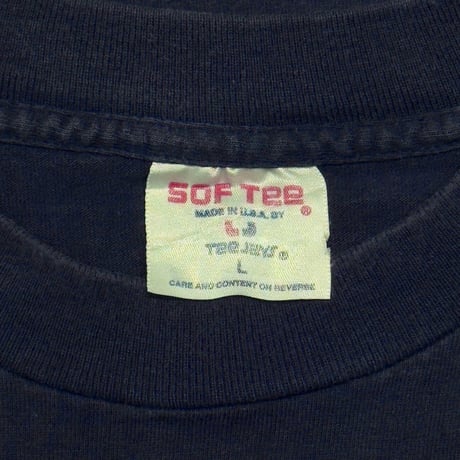 SOF Tee®
MADE IN U.S.A. BY
Tee Jays®
L
CARE AND CONTENT ON REVERSE